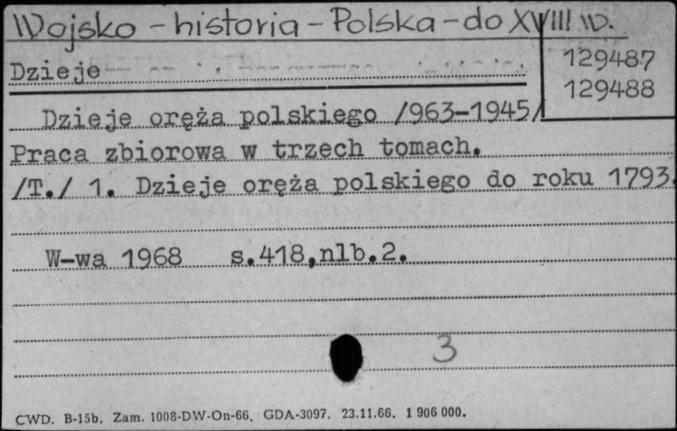 Wojsko - historia - Polska - do XVIII w.
129487
Dzieje
129488
Dzieje oręża polskiego /963-1945/
Praca zbiorowa w trzech tomach.
/T./ 1. Dzieje oręża polskiego do roku 1793.
W-wa 1968 s.418,nlb.2.
3
CWD. B-15b. Zam. 1008-DW-On-66. GDA-3097. 23.11.66. 1 906 000.